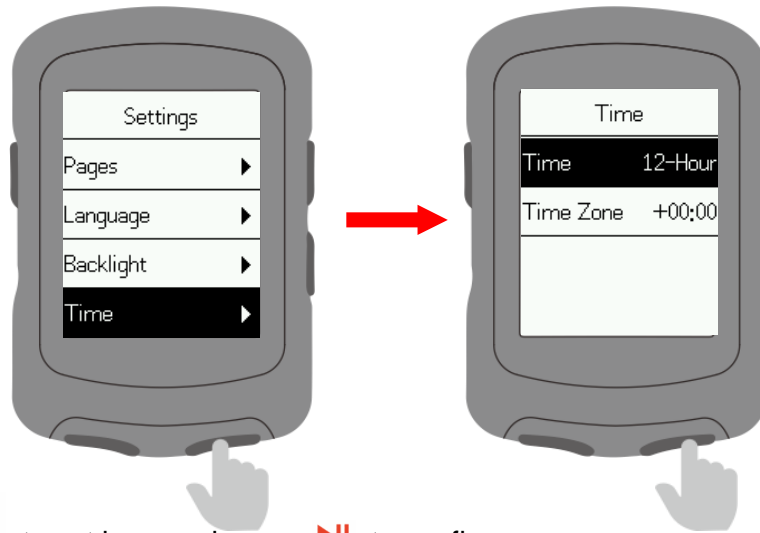 Settings
Pages
Language
Backlight
Time
Time
Time 12-Hour
Time Zone +00:00